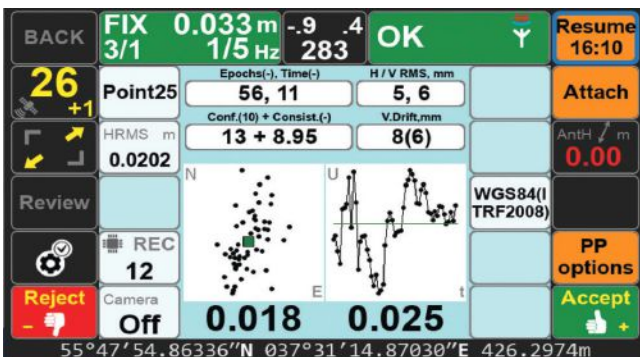 BACK
FIX 0.033 m
3/1 1/5 Hz
-.9 .4
283
OK
Resume
16:10
26
+1
Point25
Epochs(-), Time(-)
56, 11
H / V RMS, mm
5, 6
Attach
HRMS m
0.0202
Conf.(10) + Consist.(-)
13 + 8.95
V.Drift,mm
8(6)
AntH m
0.00
Review
N
E
U
t
WGS84(I
TRF2008)
REC
12
PP
options
Reject
-
Camera
Off
0.018
0.025
Accept
+
55°47'54.86336"N 037°31'14.87030"E 426.2974m